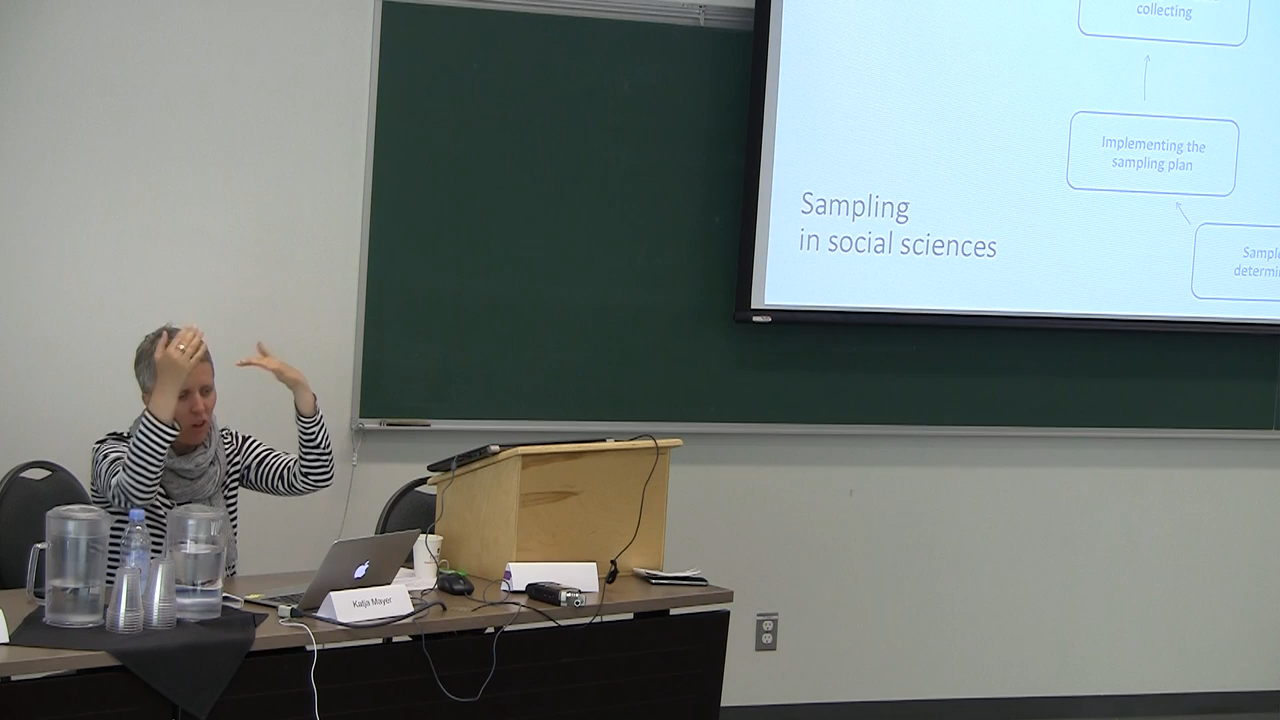 collecting
Implementing the
sampling plan
Sampling
in social sciences
Katja Mayer